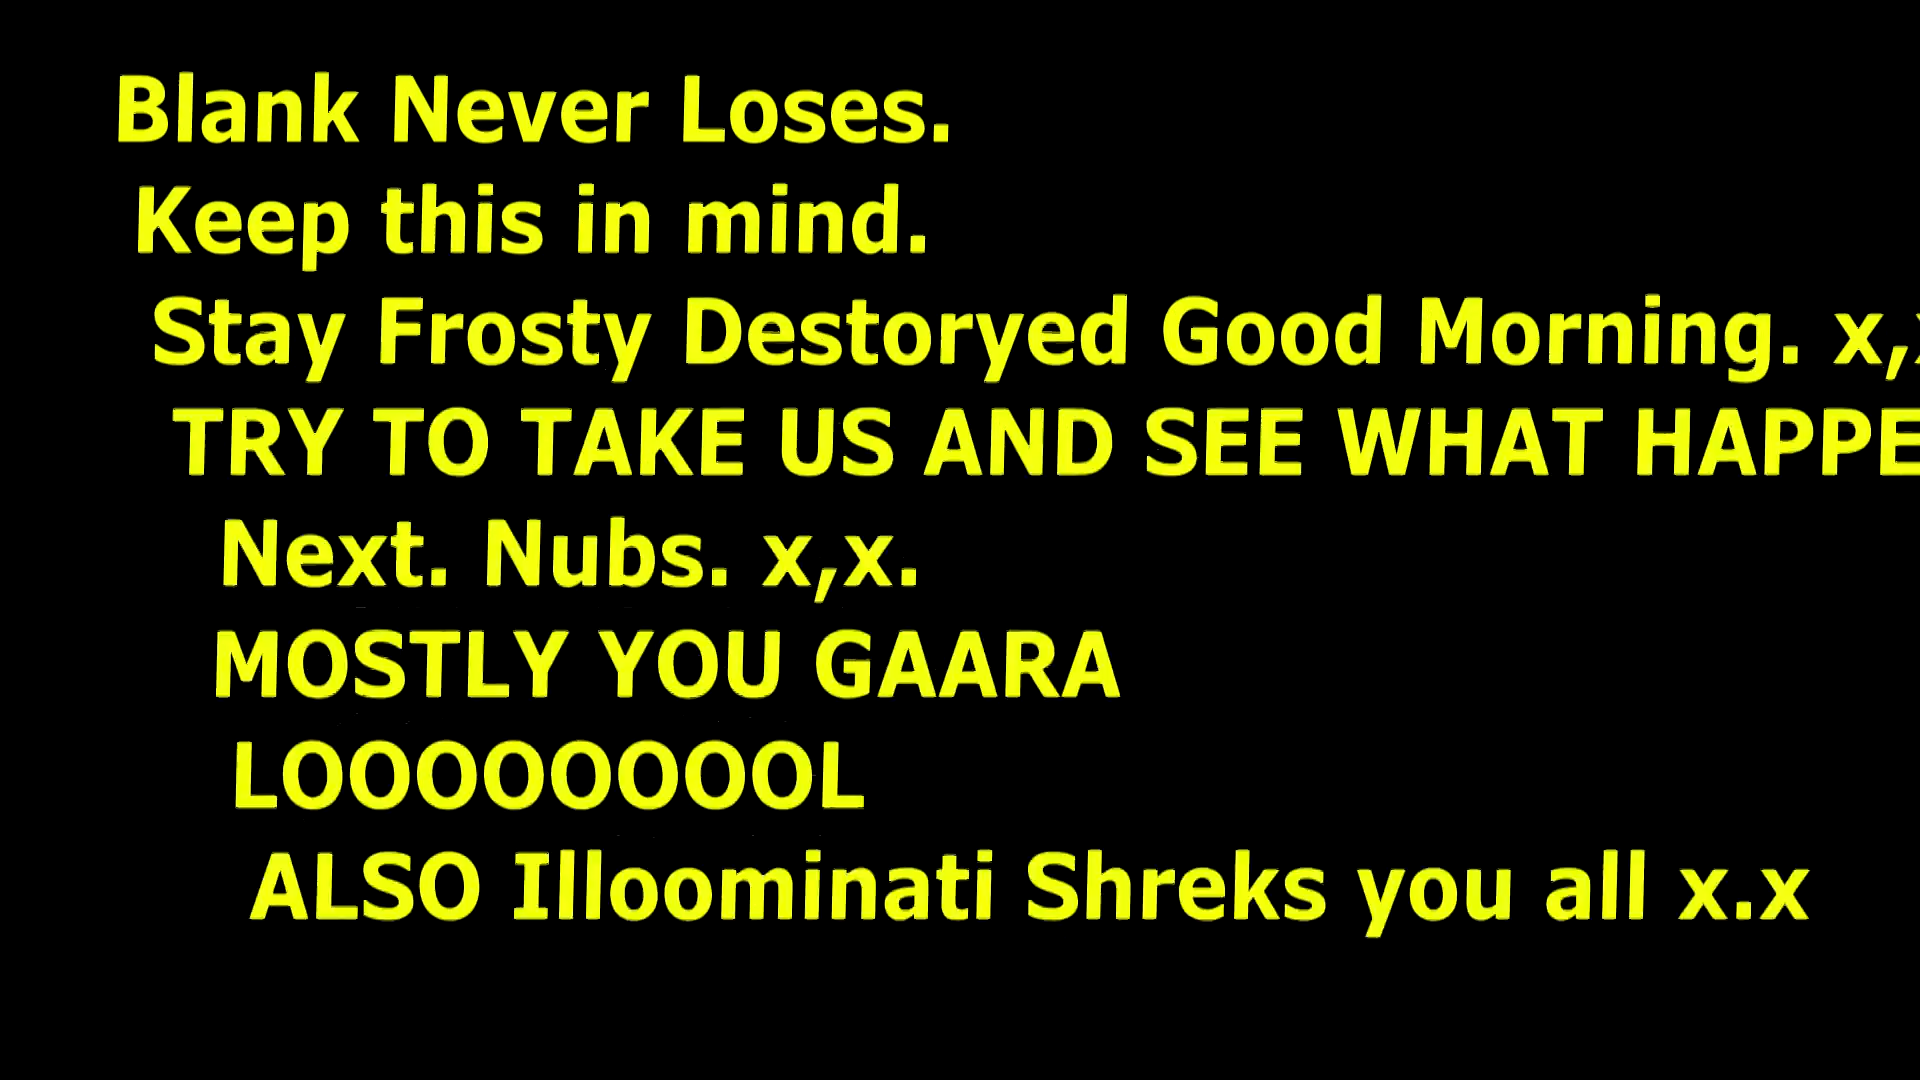 Blank Never Loses.
Keep this in mind.
Stay Frosty Destoryed Good Morning. x,
TRY TO TAKE US AND SEE WHAT HAPPE
Next. Nubs. x,x.
MOSTLY YOU GAARA
LOOOOOOOOL
ALSO Illoominati Shreks you all x.x